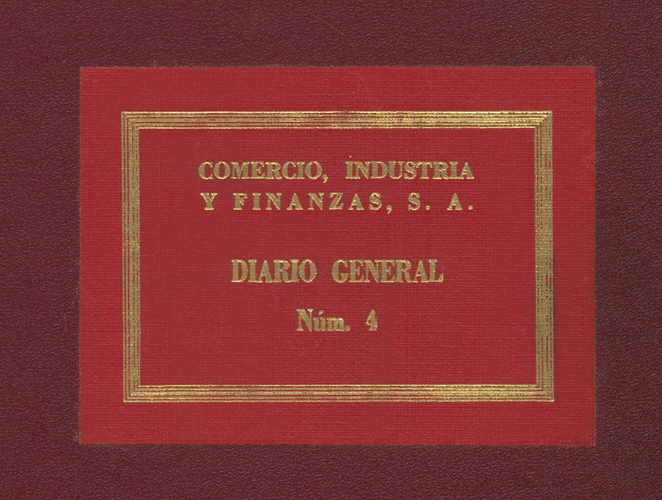 COMERCIO, INDUSTRIA
Y FINANZAS, S. A.
DIARIO GENERAL
Núm. 4